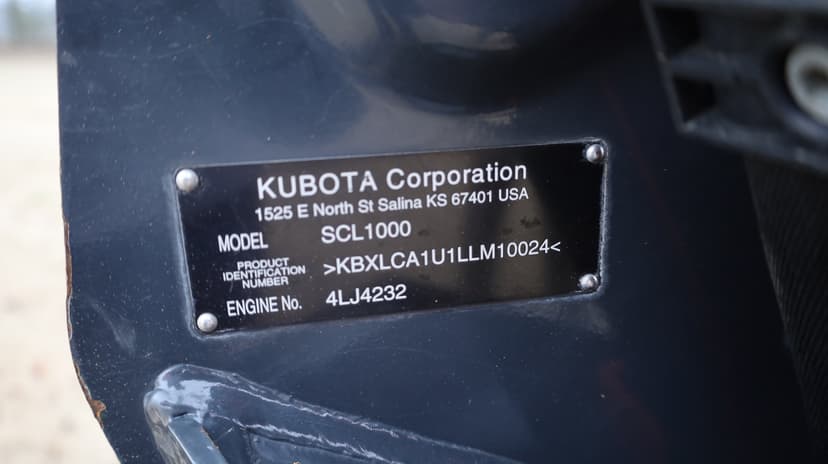 KUBOTA Corporation
1525 E North St Salina KS 67401 USA
MODEL SCL1000
PRODUCT
IDENTIFICATION
NUMBER >KBXLCA1U1LLM10024<
ENGINE No. 4LJ4232